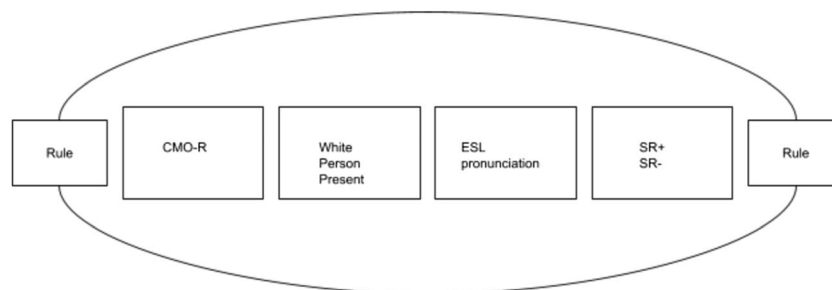 Rule
CMO-R
White
Person
Present
ESL
pronunciation
SR+
SR-
Rule